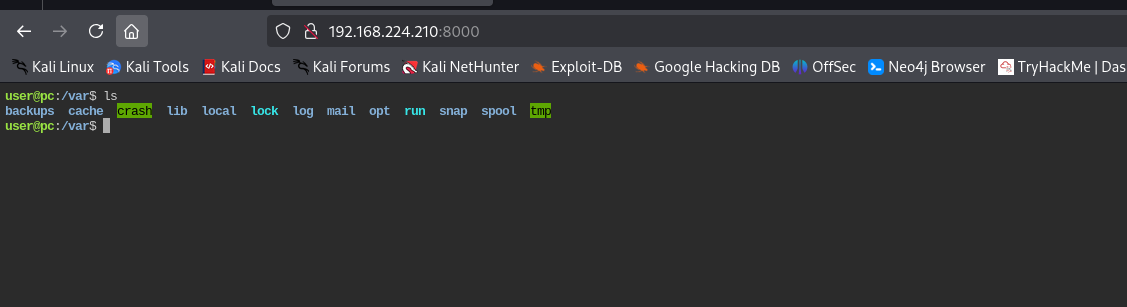 192.168.224.210:8000
Kali Linux Kali Tools Kali Docs Kali Forums Kali NetHunter Exploit-DB Google Hacking DB OffSec Neo4j Browser TryHackMe | Das
user@pc:/var$ ls
backups cache crash lib local lock log mail opt run snap spool tmp
user@pc:/var$